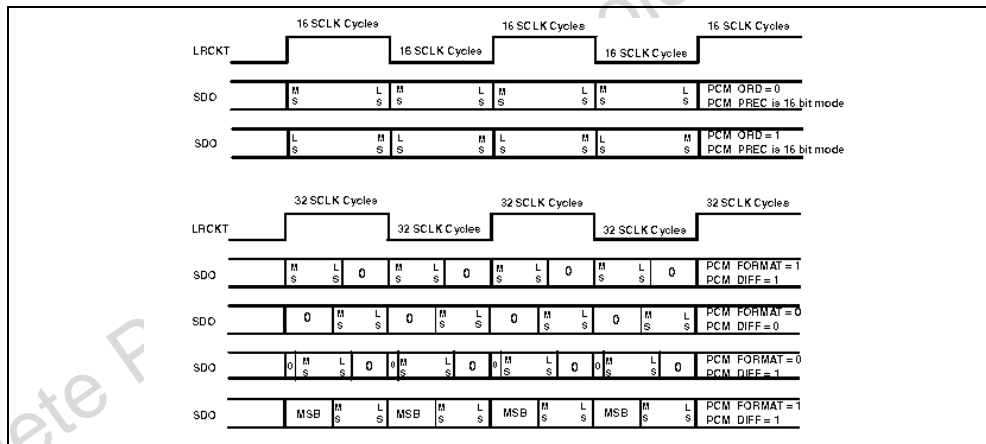 16 SCLK Cycles 16 SCLK Cycles 16 SCLK Cycles
LRCKT 16 SCLK Cycles 16 SCLK Cycles
SDO M S L S M S L S M S L S M S L S PCM ORD = 0
PCM PREC is 16 bit mode
SDO L S M S L S M S L S M S L S M S PCM ORD = 1
PCM PREC is 16 bit mode
32 SCLK Cycles 32 SCLK Cycles 32 SCLK Cycles
LRCKT 32 SCLK Cycles 32 SCLK Cycles
SDO M S L S 0 M S L S 0 M S L S 0 M S L S 0 PCM FORMAT = 1
PCM DIFF = 1
SDO 0 M S L S 0 M S L S 0 M S L S 0 M S L S PCM FORMAT = 0
PCM DIFF = 0
SDO 0 M S L S 0 0 M S L S 0 0 M S L S 0 0 M S L S 0 PCM FORMAT = 0
PCM DIFF = 1
SDO MSB M S L S MSB M S L S MSB M S L S MSB M S L S PCM FORMAT = 1
PCM DIFF = 1
ete P